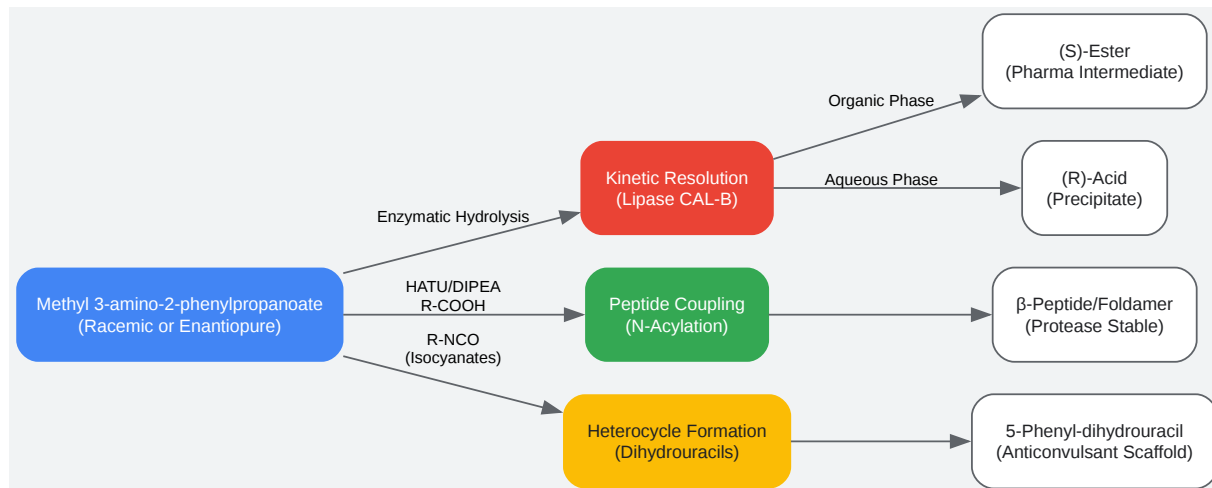 (S)-Ester
(Pharma Intermediate)
Organic Phase
Kinetic Resolution
(Lipase CAL-B)
Aqueous Phase
(R)-Acid
(Precipitate)
Enzymatic Hydrolysis
Methyl 3-amino-2-phenylpropanoate
(Racemic or Enantiopure)
HATU/DIPEA
R-COOH
Peptide Coupling
(N-Acylation)
β-Peptide/Foldamer
(Protease Stable)
R-NCO
(Isocyanates)
Heterocycle Formation
(Dihydrouracils)
5-Phenyl-dihydrouracil
(Anticonvulsant Scaffold)